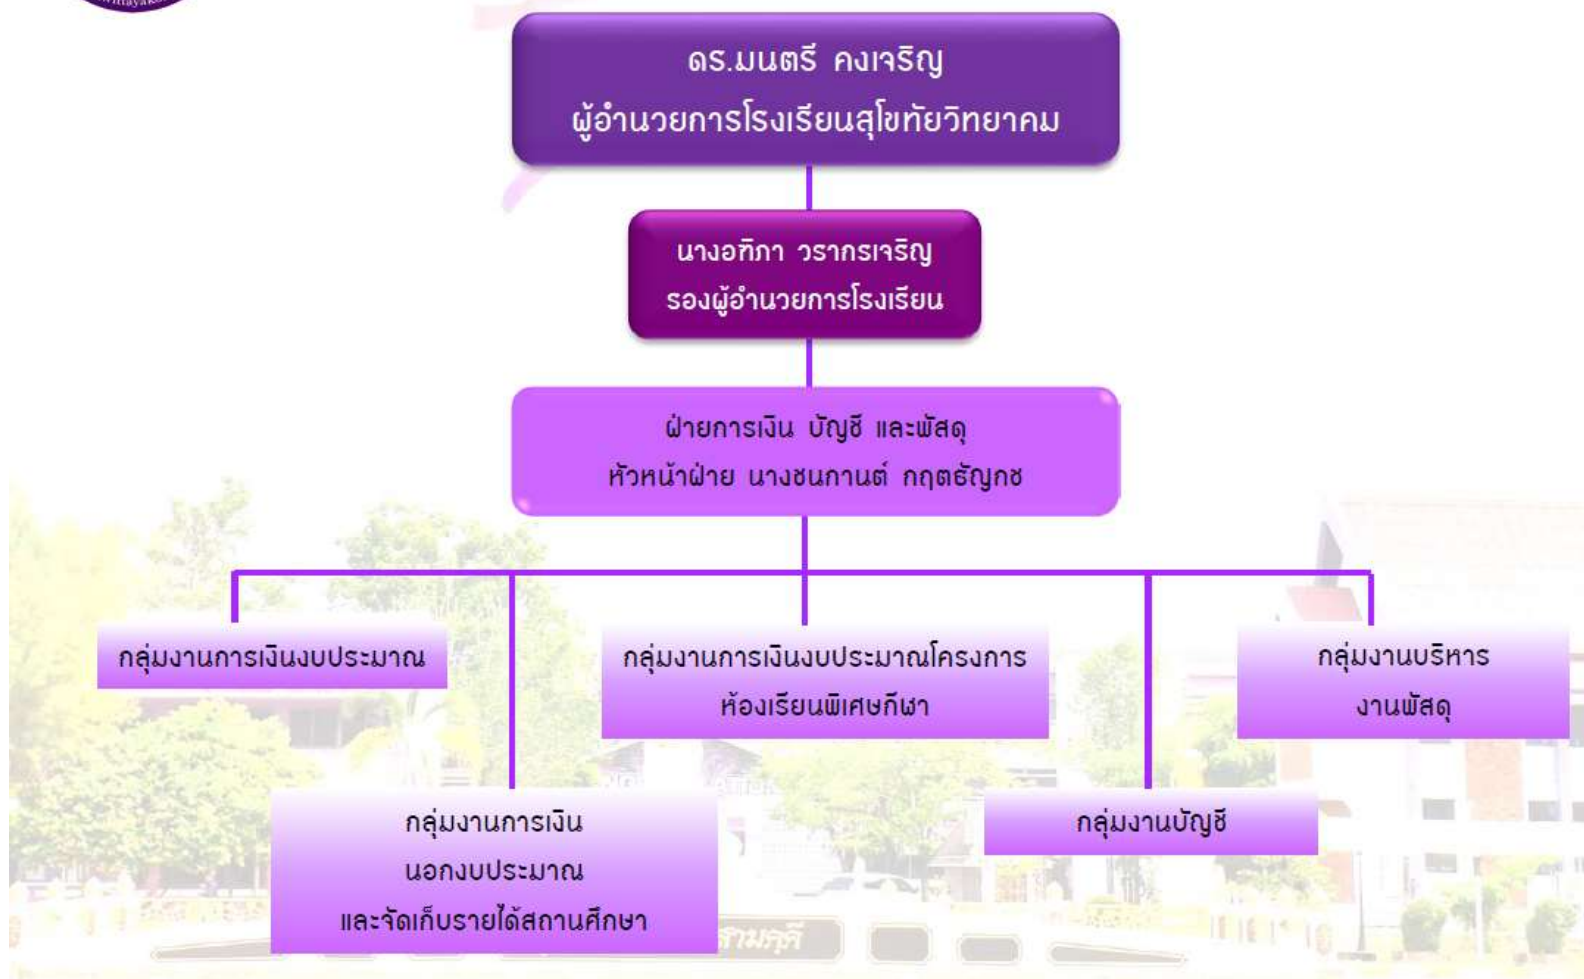 ดร.มนตรี คงเจริญ
ผู้อำนวยการโรงเรียนสุโขทัยวิทยาคม
นางอฑิภา วรากรเจริญ
รองผู้อำนวยการโรงเรียน
ฝ่ายการเงิน บัญชี และพัสดุ
หัวหน้าฝ่าย นางชนกานต์ กฤตธัญกช
กลุ่มงานการเงินงบประมาณ
กลุ่มงานการเงินงบประมาณโครงการ
ห้องเรียนพิเศษกีฬา
กลุ่มงานบริหาร
งานพัสดุ
กลุ่มงานการเงิน
นอกงบประมาณ
และจัดเก็บรายได้สถานศึกษา
กลุ่มงานบัญชี